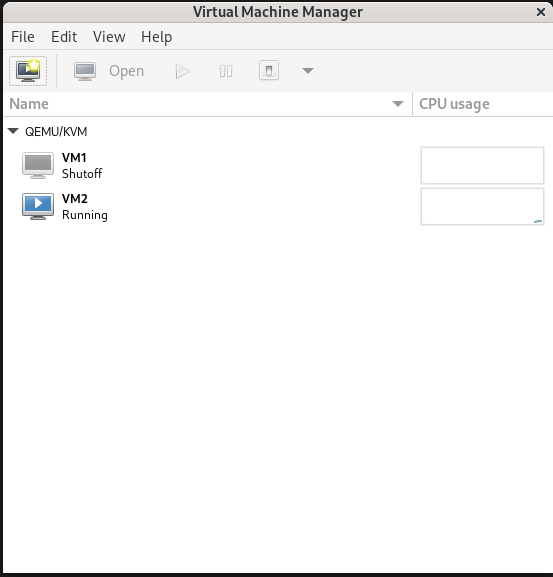 Virtual Machine Manager
File Edit View Help
Open
Name CPU usage
QEMU/KVM
VM1
Shutoff
VM2
Running